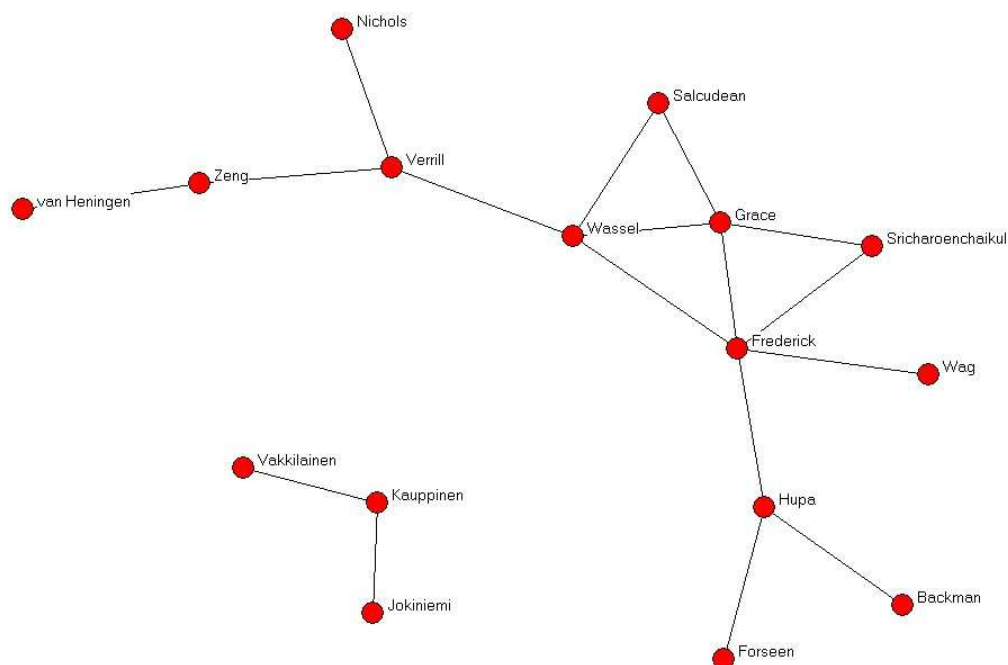 Nichols
Salcudean
Verrill
Zeng
van Heningen
Grace
Wassel
Sricharoenchaikul
Frederick
Wag
Vakkilainen
Kauppinen
Hupa
Backman
Jokiniemi
Forseen